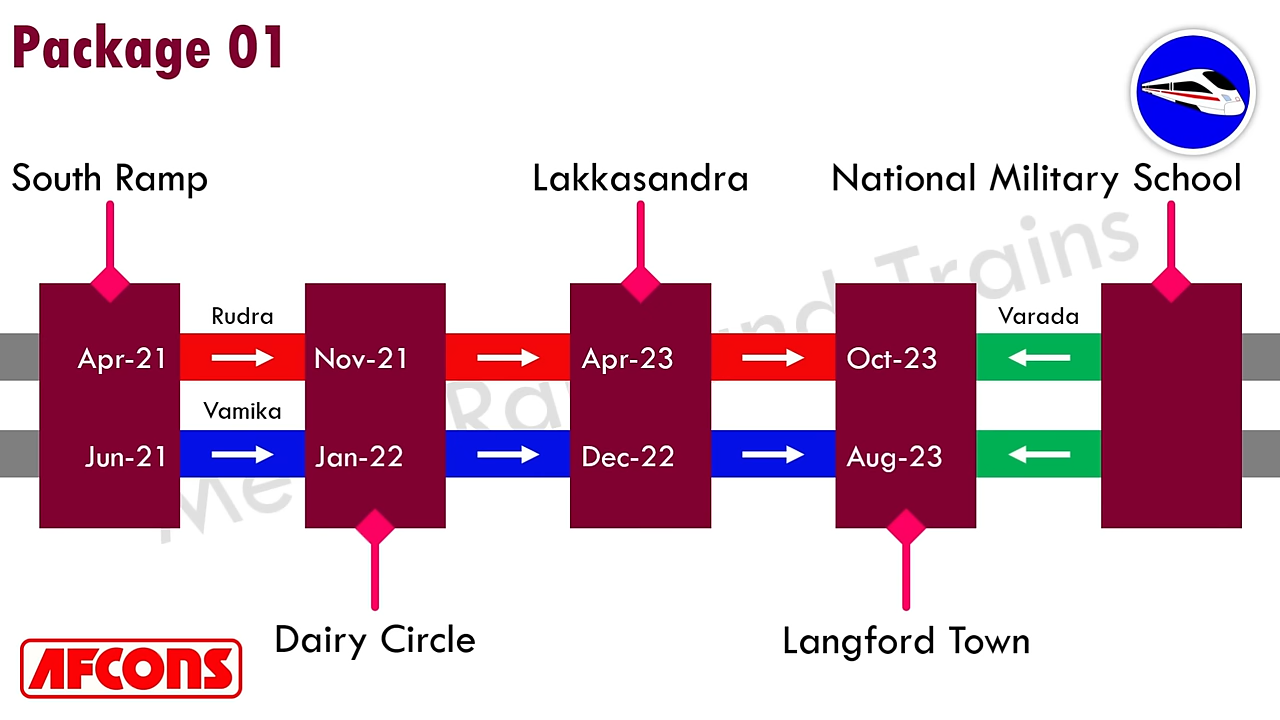 Package 01
South Ramp
Lakkasandra
National Military School
Rudra
Varada
Apr-21
Nov-21
Apr-23
Oct-23
Vamika
Jun-21
Jan-22
Dec-22
Aug-23
Dairy Circle
Langford Town
AFCONS
Trains